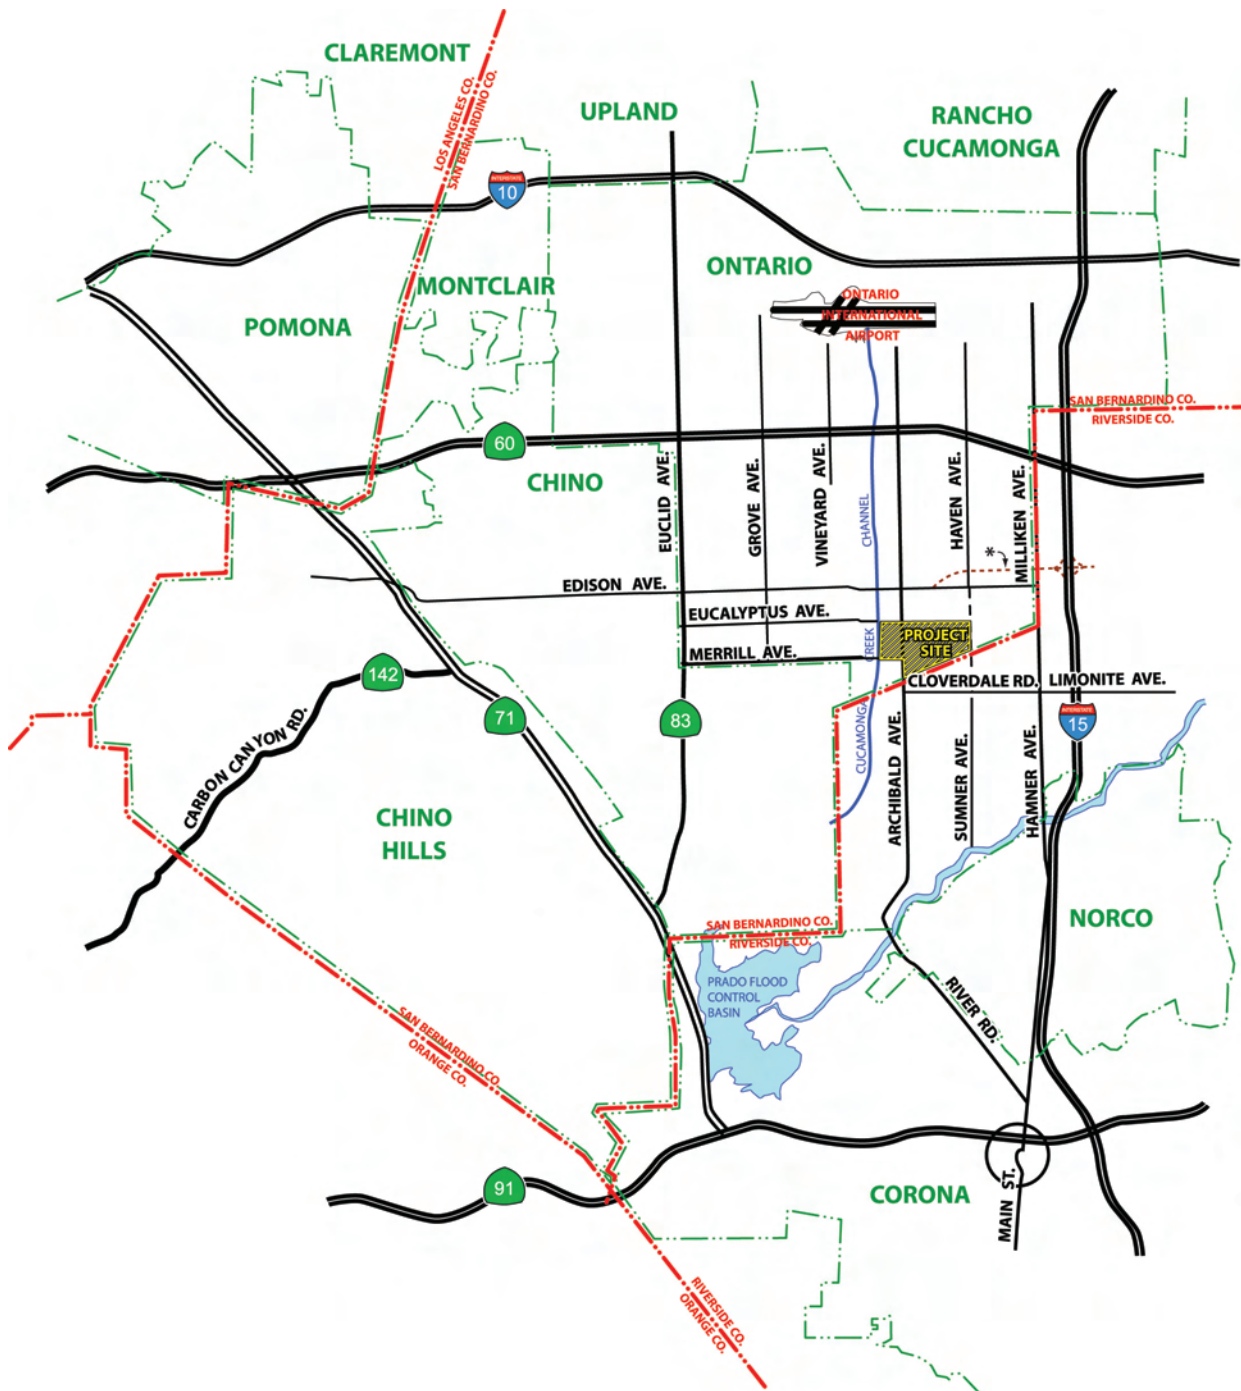 CLAREMONT
UPLAND
RANCHO
CUCAMONGA
LOS ANGELES CO.
SAN BERNARDINO CO.
INTERSTATE
10
ONTARIO
MONTCLAIR
POMONA
ONTARIO
INTERNATIONAL
AIRPORT
SAN BERNARDINO CO.
RIVERSIDE CO.
60
CHINO
EUCLID AVE.
GROVE AVE.
VINEYARD AVE.
CHANNEL
HAVEN AVE.
*
MILLIKEN AVE.
EDISON AVE.
EUCALYPTUS AVE.
PROJECT
SITE
MERRILL AVE.
CREEK
CLOVERDALE RD.
LIMONITE AVE.
142
71
83
INTERSTATE
15
CARBON CANYON RD.
CUCAMONGA
ARCHIBALD AVE.
SUMNER AVE.
HAMNER AVE.
CHINO
HILLS
NORCO
SAN BERNARDINO CO.
RIVERSIDE CO.
PRADO FLOOD
CONTROL
BASIN
RIVER RD.
SAN BERNARDINO CO.
ORANGE CO.
91
CORONA
MAIN ST.
RIVERSIDE CO.
ORANGE CO.